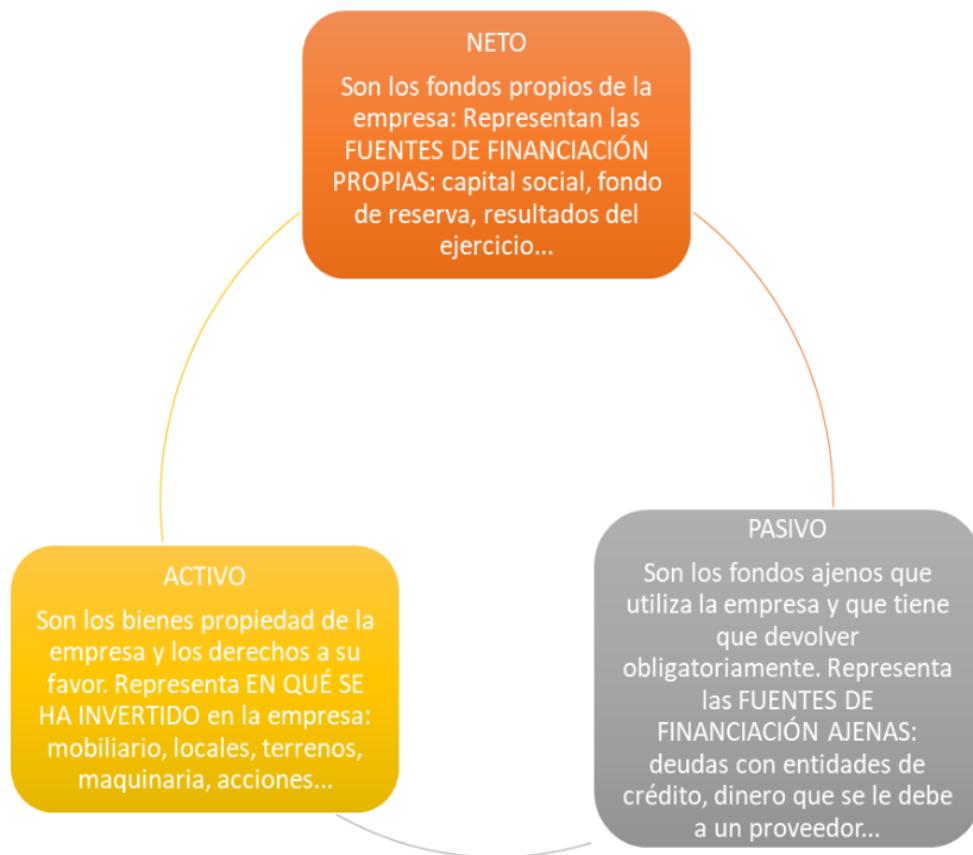 NETO
Son los fondos propios de la
empresa: Representan las
FUENTES DE FINANCIACIÓN
PROPIAS: capital social, fondo
de reserva, resultados del
ejercicio...
ACTIVO
Son los bienes propiedad de la
empresa y los derechos a su
favor. Representa EN QUÉ SE
HA INVERTIDO en la empresa:
mobiliario, locales, terrenos,
maquinaria, acciones...
PASIVO
Son los fondos ajenos que
utiliza la empresa y que tiene
que devolver
obligatoriamente. Representa
las FUENTES DE
FINANCIACIÓN AJENAS:
deudas con entidades de
crédito, dinero que se le debe
a un proveedor...